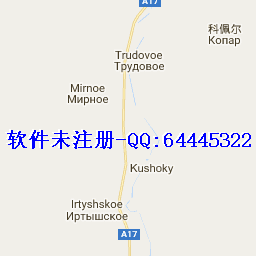 A17
科佩尔
Копар
Trudovoe
Трудовое
Mirnoe
Мирное
软件未注册-QQ:64445322
Kushoky
Irtyshskoe
Иртышское
A17